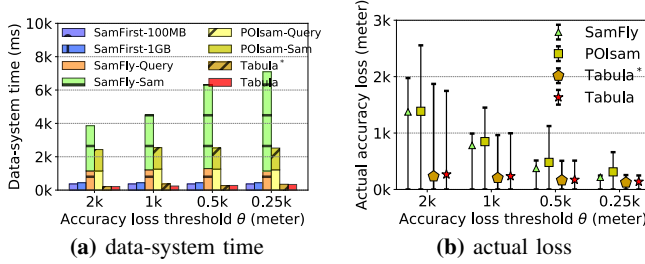 10k
8k
6k
4k
2k
0k
Data-system time (ms)
SamFirst-100MB
SamFirst-1GB
SamFly-Query
SamFly-Sam
POIsam-Query
POIsam-Sam
Tabula*
Tabula
2k 1k 0.5k 0.25k
Accuracy loss threshold θ (meter)
(a) data-system time
3k
2k
1k
0k
Actual accuracy loss (meter)
SamFly
POIsam
Tabula*
Tabula
2k 1k 0.5k 0.25k
Accuracy loss threshold θ (meter)
(b) actual loss